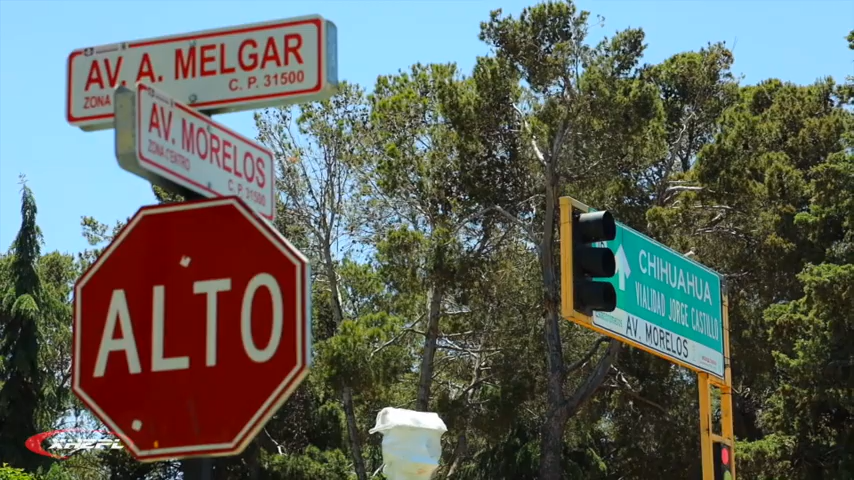 AV. A. MELGAR
ZONA
C.P. 31500
AV. MORELOS
ZONA CENTRO
C.P. 31500
ALTO
CHIHUAHUA
VIALIDAD JORGE CASTILLO
AV. MORELOS